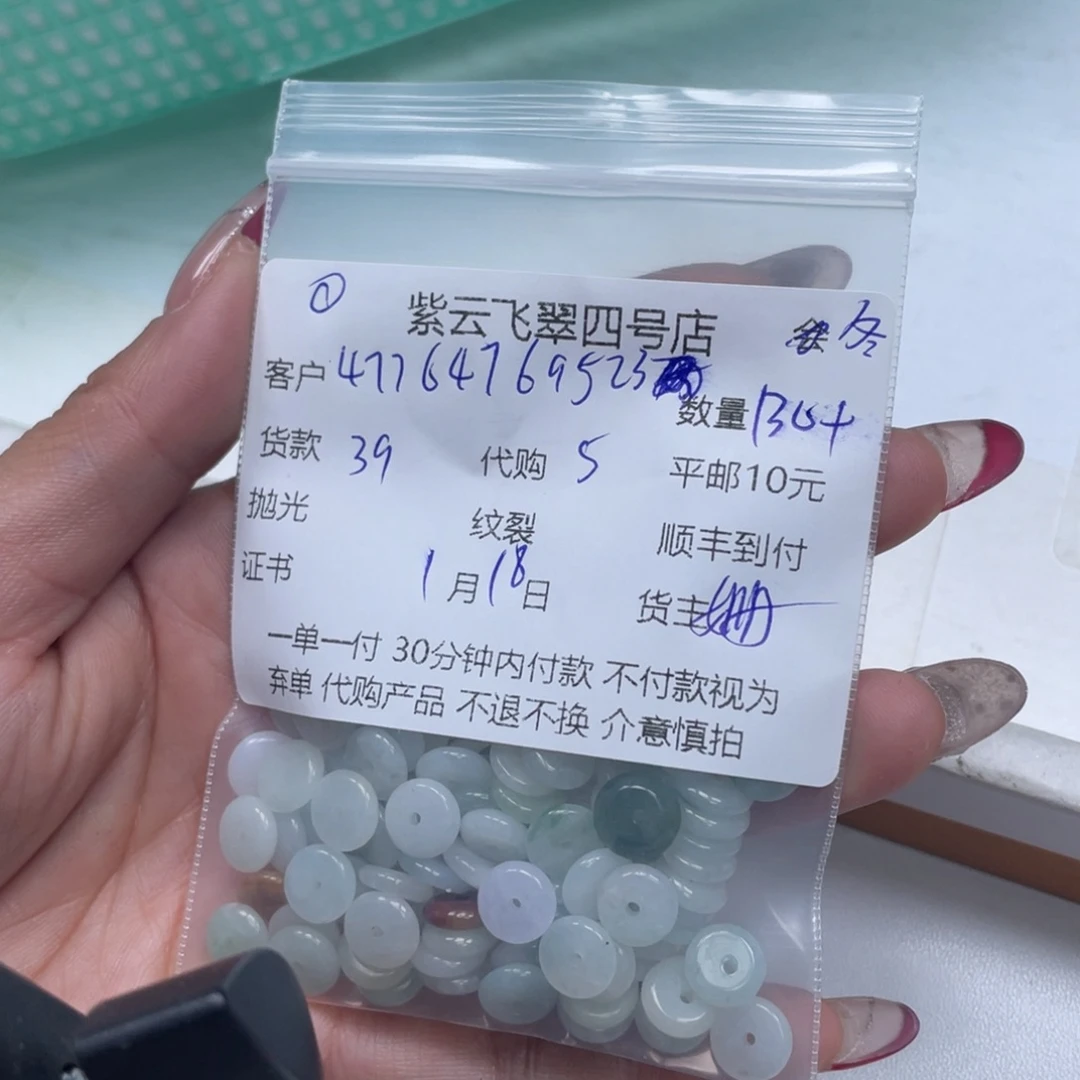 ① 紫云飞翠四号店 冬
客户 47764769523 数量 130+
货款 39 代购 5 平邮10元
抛光 纹裂 顺丰到付
证书 1月18日 货主
一单一付 30分钟内付款 不付款视为
弃单 代购产品 不退不换 介意慎拍